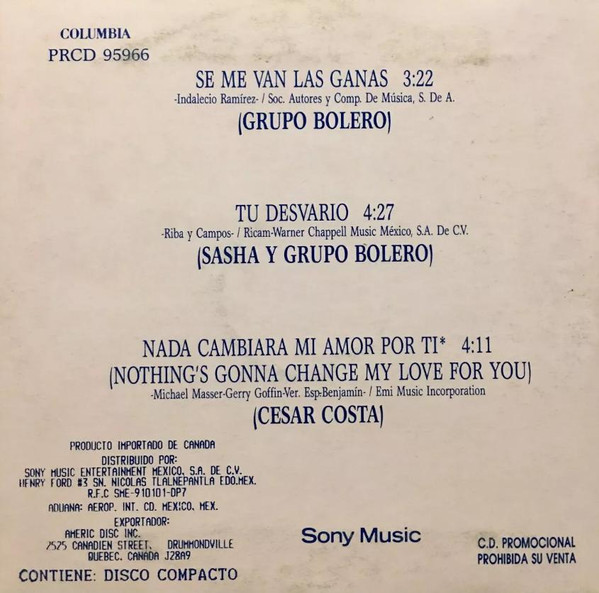 COLUMBIA
PRCD 95966
SE ME VAN LAS GANAS 3:22
-Indalecio Ramírez- / Soc. Autores y Comp. De Música, S. De A.
(GRUPO BOLERO)
TU DESVARIO 4:27
-Riba y Campos- / Ricam-Warner Chappell Music México, S.A. De C.V.
(SASHA Y GRUPO BOLERO)
NADA CAMBIARA MI AMOR POR TI* 4:11
(NOTHING'S GONNA CHANGE MY LOVE FOR YOU)
-Michael Masser-Gerry Goffin-Ver. Esp:Benjamin- / Emi Music Incorporation
(CESAR COSTA)
PRODUCTO IMPORTADO DE CANADA
DISTRIBUIDO POR:
SONY MUSIC ENTERTAINMENT MEXICO, S.A. DE C.V.
HENRY FORD #3 SN. NICOLAS TLALNEPANTLA EDO.MEX.
R.F.C SME-910101-DP7
ADUANA: AEROP. INT. CD. MEXICO, MEX.
EXPORTADOR:
AMERIC DISC INC.
2525 CANADIEN STREET, DRUMMONDVILLE
QUEBEC, CANADA J2BA9
CONTIENE: DISCO COMPACTO
Sony Music
C.D. PROMOCIONAL
PROHIBIDA SU VENTA